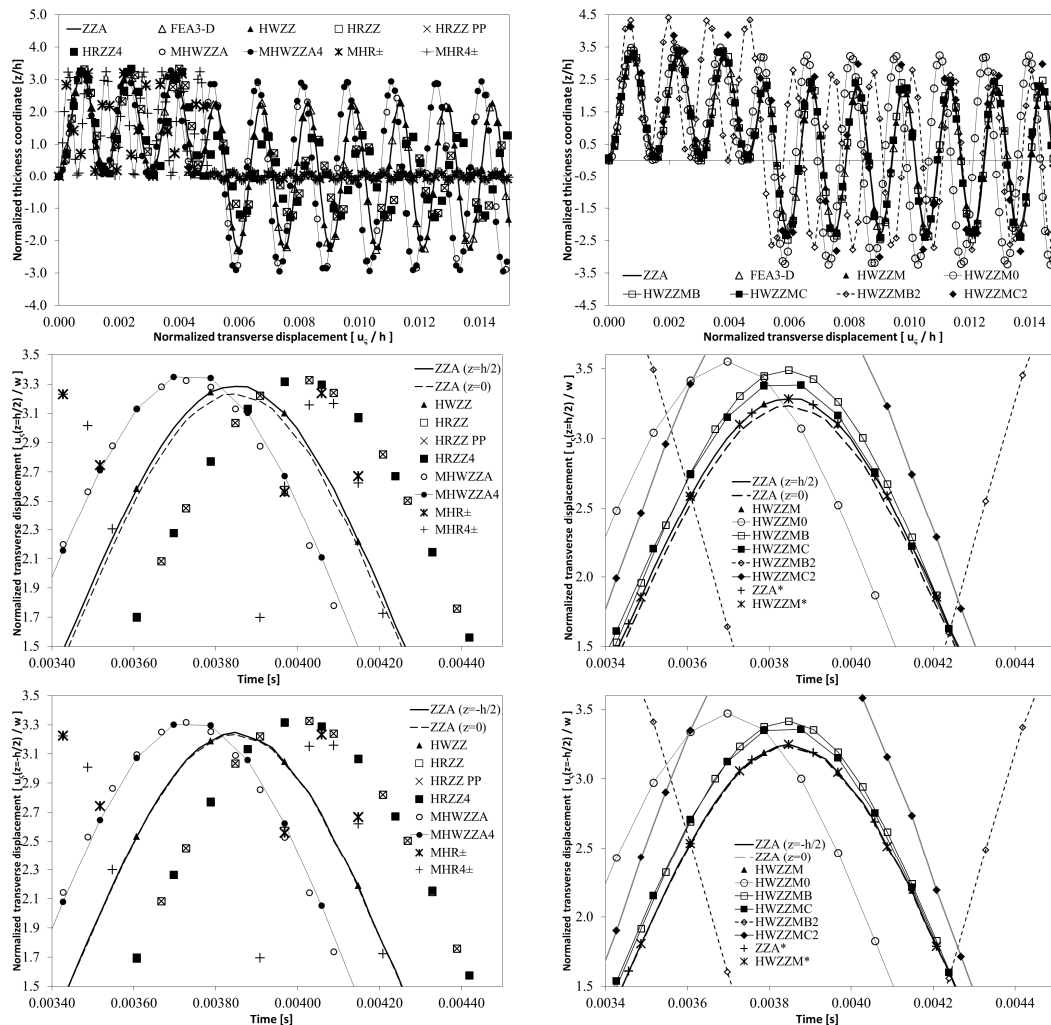 Normalized thickness coordinate [z/h]
5.0
4.0
3.0
2.0
1.0
0.0
-1.0
-2.0
-3.0
-4.0
ZZA FEA3-D HWZZ HRZZ HRZZ PP
HRZZ4 MHWZZA MHWZZA4 MHR± MHR4±
0.000 0.002 0.004 0.006 0.008 0.010 0.012 0.014
Normalized transverse displacement [ uς / h ]
Normalized thickness coordinate [z/h]
4.5
3.5
2.5
1.5
0.5
-0.5
-1.5
-2.5
-3.5
-4.5
ZZA FEA3-D HWZZM HWZZM0
HWZZMB HWZZMC HWZZMB2 HWZZMC2
0.000 0.002 0.004 0.006 0.008 0.010 0.012 0.014
Normalized transverse displacement [ uς / h ]
Normalized transverse displacement [ uς(z=h/2) / w ]
3.5
3.3
3.1
2.9
2.7
2.5
2.3
2.1
1.9
1.7
1.5
ZZA (z=h/2)
ZZA (z=0)
HWZZ
HRZZ
HRZZ PP
HRZZ4
MHWZZA
MHWZZA4
MHR±
MHR4±
0.00340 0.00360 0.00380 0.00400 0.00420 0.00440
Time [s]
Normalized transverse displacement [ uς(z=h/2) / w ]
3.5
3.0
2.5
2.0
1.5
ZZA (z=h/2)
ZZA (z=0)
HWZZM
HWZZM0
HWZZMB
HWZZMC
HWZZMB2
HWZZMC2
ZZA*
HWZZM*
0.0034 0.0036 0.0038 0.0040 0.0042 0.0044
Time [s]
Normalized transverse displacement [ uς(z=-h/2) / w ]
3.5
3.3
3.1
2.9
2.7
2.5
2.3
2.1
1.9
1.7
1.5
ZZA (z=-h/2)
ZZA (z=0)
HWZZ
HRZZ
HRZZ PP
HRZZ4
MHWZZA
MHWZZA4
MHR±
MHR4±
0.00340 0.00360 0.00380 0.00400 0.00420 0.00440
Time [s]
Normalized transverse displacement [ uς(z=-h/2) / w ]
3.5
3.0
2.5
2.0
1.5
ZZA (z=-h/2)
ZZA (z=0)
HWZZM
HWZZM0
HWZZMB
HWZZMC
HWZZMB2
HWZZMC2
ZZA*
HWZZM*
0.0034 0.0036 0.0038 0.0040 0.0042 0.0044
Time [s]